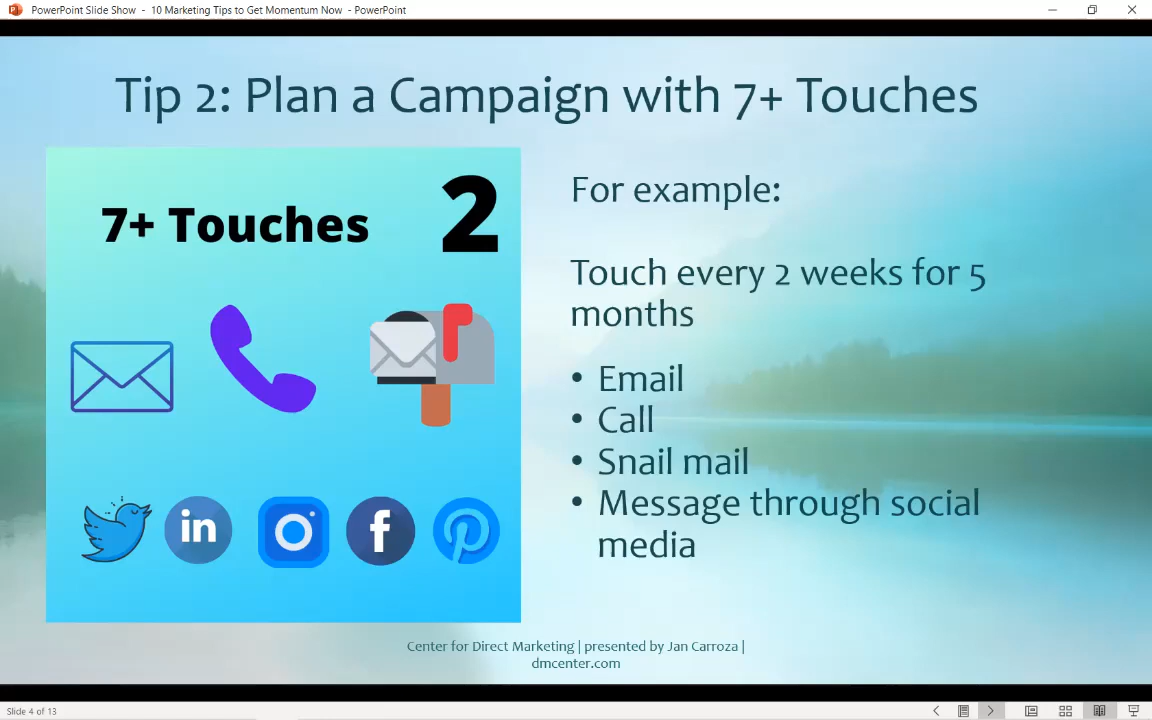 PowerPoint Slide Show - 10 Marketing Tips to Get Momentum Now - PowerPoint
Tip 2: Plan a Campaign with 7+ Touches
7+ Touches
2
in
f
For example:
Touch every 2 weeks for 5
months
• Email
• Call
• Snail mail
• Message through social
media
Center for Direct Marketing | presented by Jan Carroza |
dmcenter.com
Slide 4 of 13